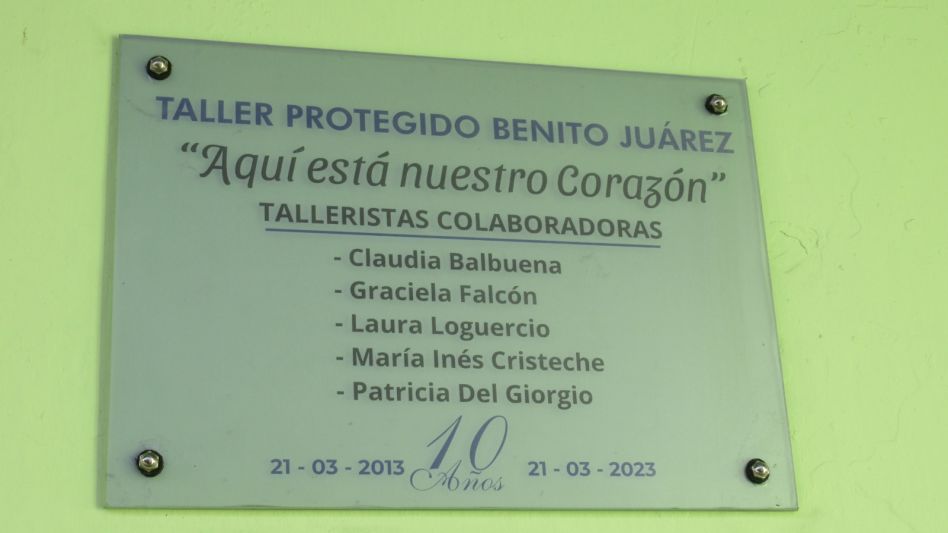 TALLER PROTEGIDO BENITO JUÁREZ
“Aquí está nuestro Corazón”
TALLERISTAS COLABORADORAS
- Claudia Balbuena
- Graciela Falcón
- Laura Loguercio
- María Inés Cristeche
- Patricia Del Giorgio
21 - 03 - 2013 10 Años 21 - 03 - 2023